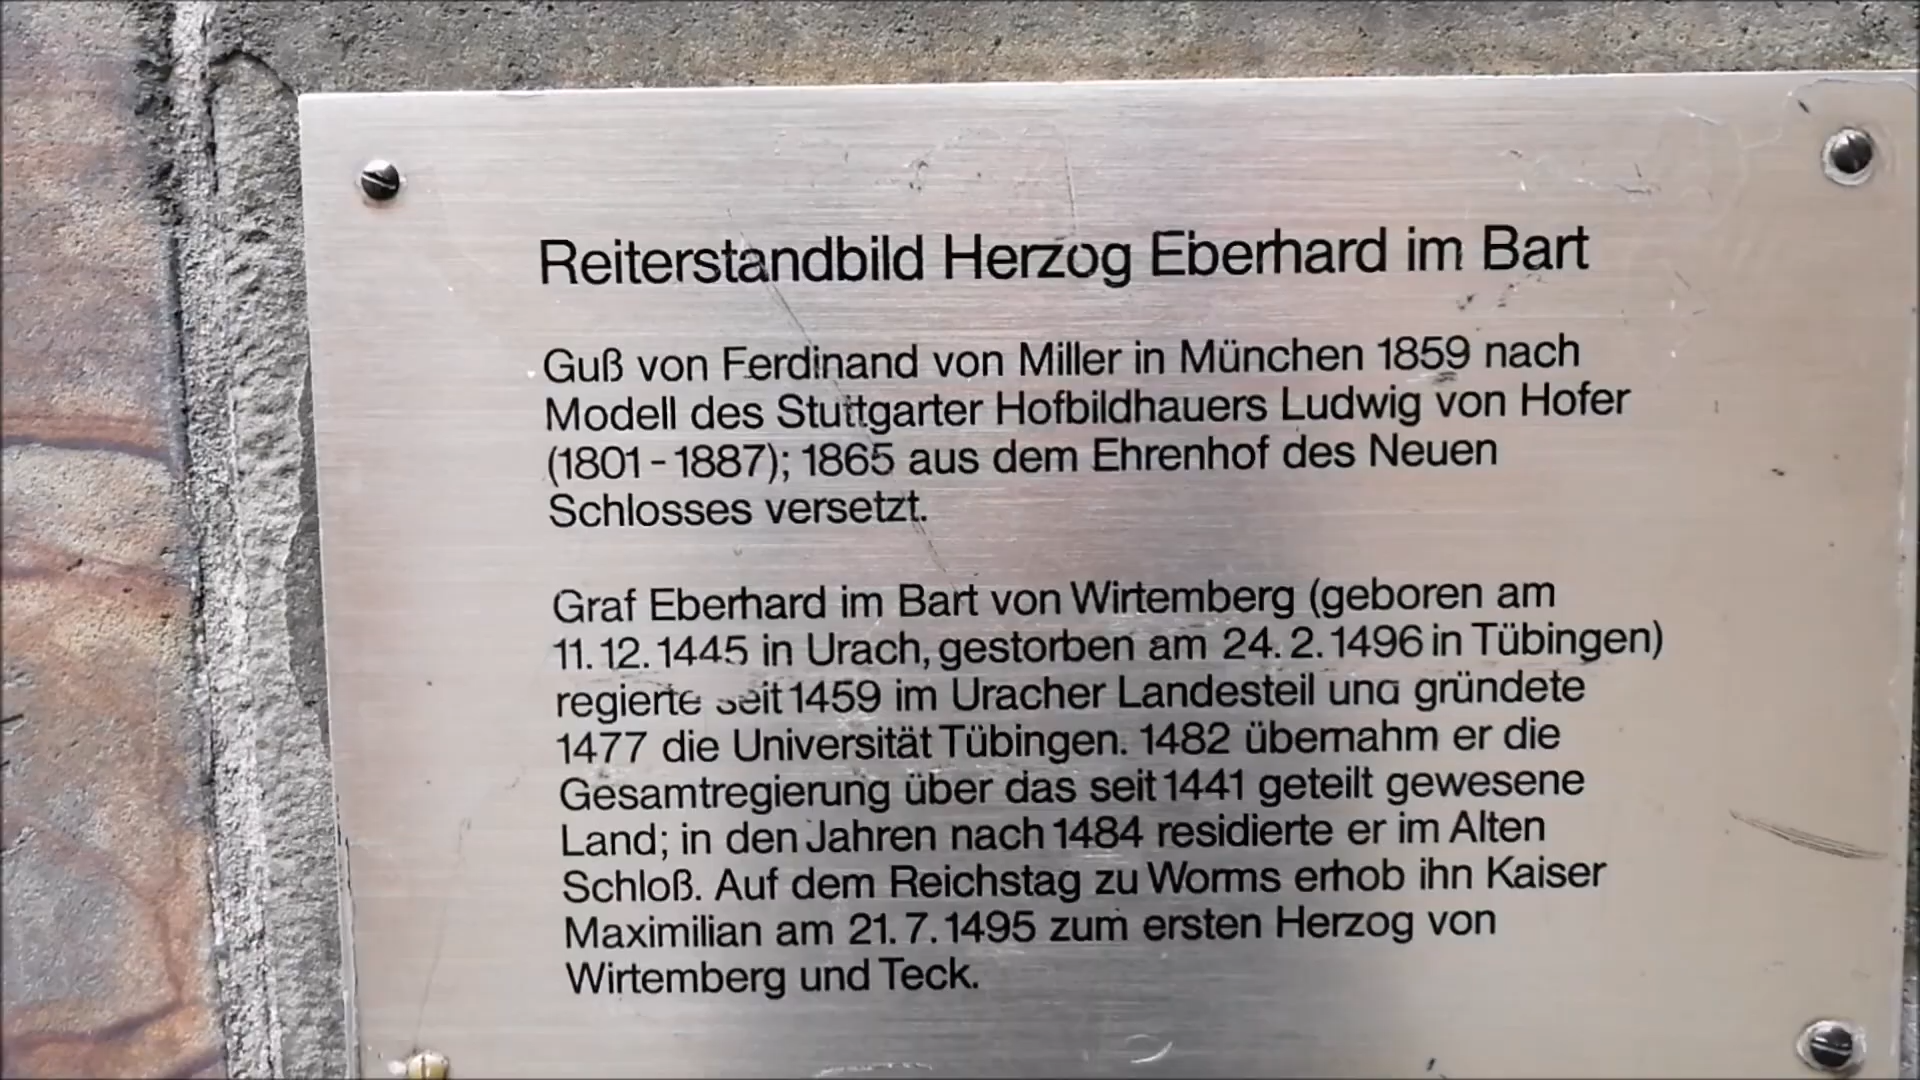 Reiterstandbild Herzog Eberhard im Bart
Guß von Ferdinand von Miller in München 1859 nach
Modell des Stuttgarter Hofbildhauers Ludwig von Hofer
(1801 - 1887); 1865 aus dem Ehrenhof des Neuen
Schlosses versetzt.
Graf Eberhard im Bart von Wirtemberg (geboren am
11. 12. 1445 in Urach, gestorben am 24. 2. 1496 in Tübingen)
regierte seit 1459 im Uracher Landesteil und gründete
1477 die Universität Tübingen. 1482 übernahm er die
Gesamtregierung über das seit 1441 geteilt gewesene
Land; in den Jahren nach 1484 residierte er im Alten
Schloß. Auf dem Reichstag zu Worms erhob ihn Kaiser
Maximilian am 21. 7. 1495 zum ersten Herzog von
Wirtemberg und Teck.